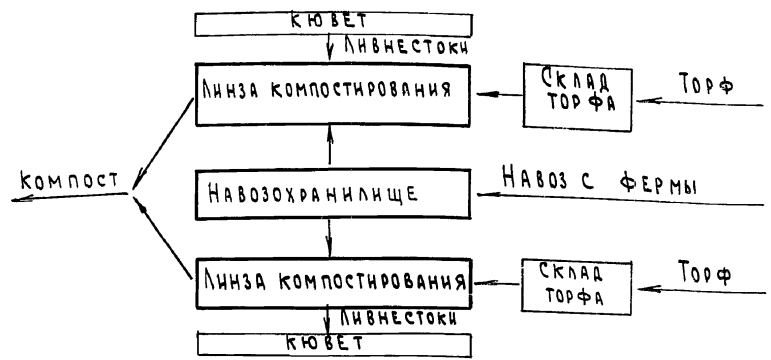 КЮВЕТ
ЛИВНЕСТОКИ
ЛИНЗА КОМПОСТИРОВАНИЯ
СКЛАД
ТОРФА
ТОРФ
КОМПОСТ
НАВОЗОХРАНИЛИЩЕ
НАВОЗ С ФЕРМЫ
ЛИНЗА КОМПОСТИРОВАНИЯ
СКЛАД
ТОРФА
ТОРФ
ЛИВНЕСТОКИ
КЮВЕТ